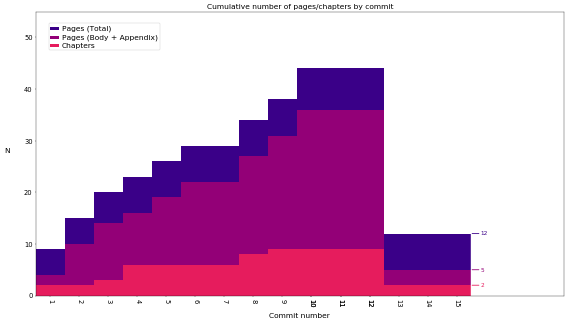 Cumulative number of pages/chapters by commit
Pages (Total)
Pages (Body + Appendix)
Chapters
N
50
40
30
20
10
0
12
5
2
1 2 3 4 5 6 7 8 9 10 11 12 13 14 15
Commit number